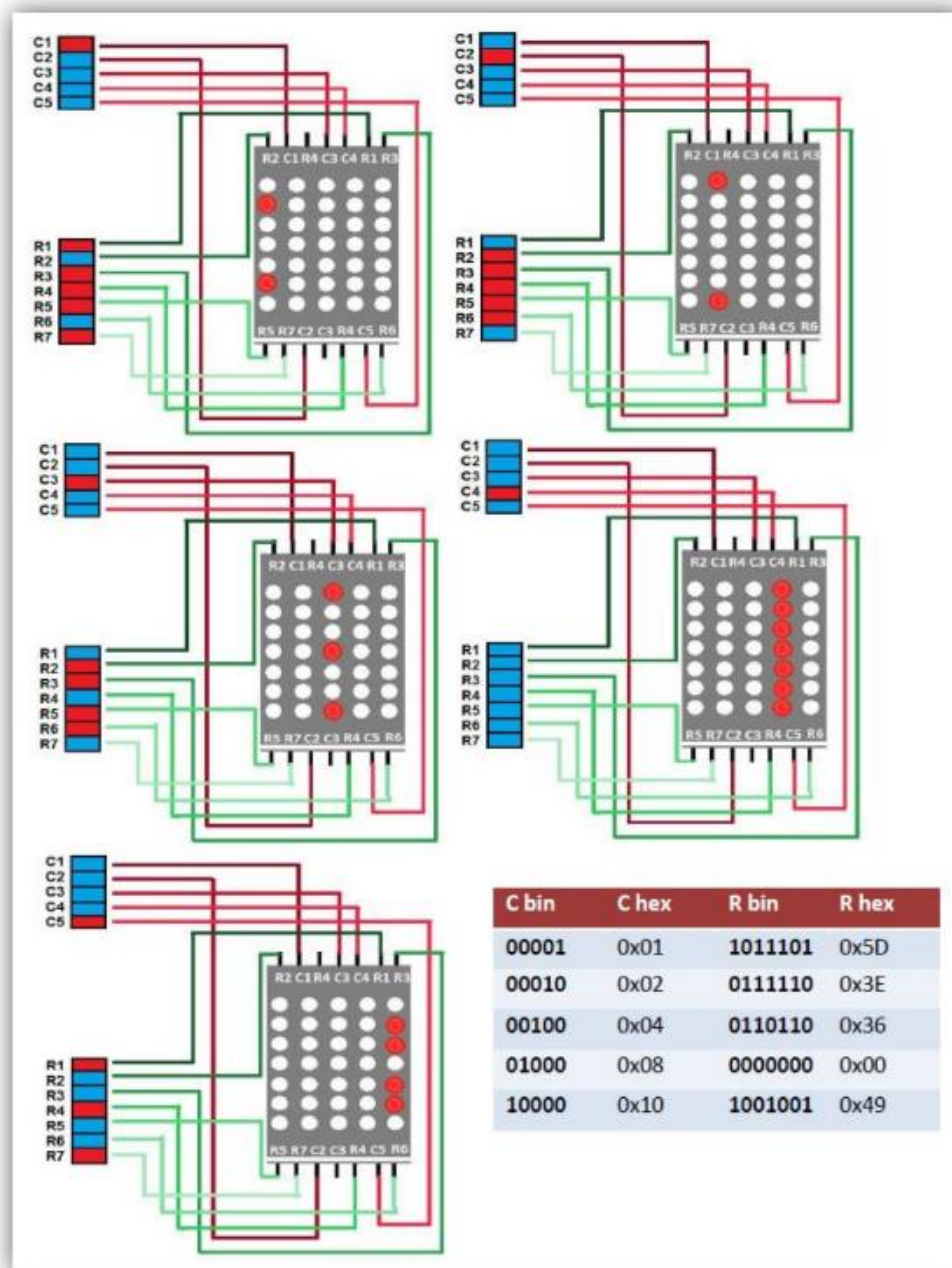 C1
C2
C3
C4
C5
R2 C1 R4 C3 C4 R1 R3
R1
R2
R3
R4
R5
R6
R7
R5 R7 C2 C3 R4 C5 R6
C1
C2
C3
C4
C5
R2 C1 R4 C3 C4 R1 R3
R1
R2
R3
R4
R5
R6
R7
R5 R7 C2 C3 R4 C5 R6
C1
C2
C3
C4
C5
R2 C1 R4 C3 C4 R1 R3
R1
R2
R3
R4
R5
R6
R7
R5 R7 C2 C3 R4 C5 R6
C1
C2
C3
C4
C5
R2 C1 R4 C3 C4 R1 R3
R1
R2
R3
R4
R5
R6
R7
R5 R7 C2 C3 R4 C5 R6
C1
C2
C3
C4
C5
R2 C1 R4 C3 C4 R1 R3
R1
R2
R3
R4
R5
R6
R7
R5 R7 C2 C3 R4 C5 R6
C bin C hex R bin R hex
00001 0x01 1011101 0x5D
00010 0x02 0111110 0x3E
00100 0x04 0110110 0x36
01000 0x08 0000000 0x00
10000 0x10 1001001 0x49